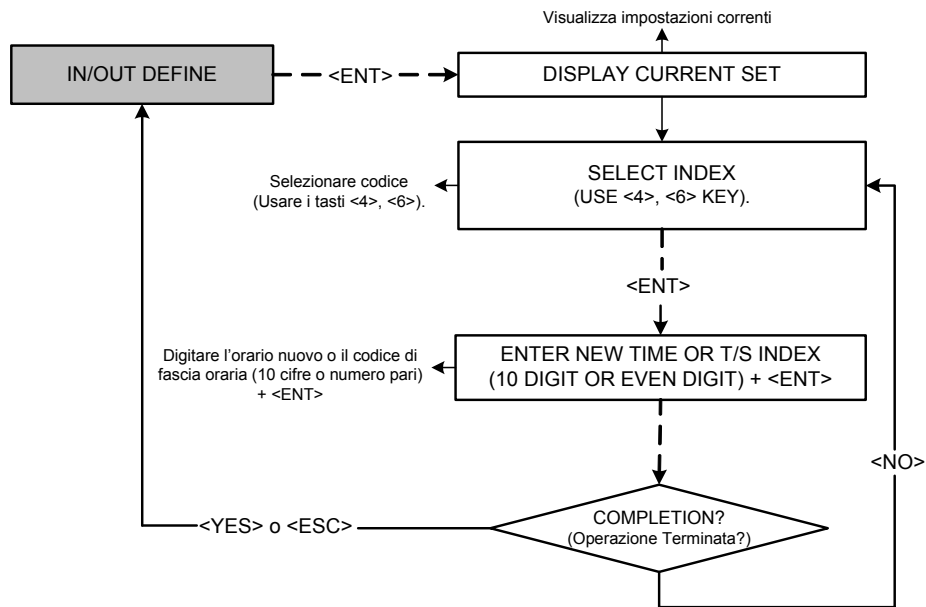 Visualizza impostazioni correnti
IN/OUT DEFINE
<ENT>
DISPLAY CURRENT SET
Selezionare codice
(Usare i tasti <4>, <6>).
SELECT INDEX
(USE <4>, <6> KEY).
<ENT>
Digitare l'orario nuovo o il codice di
fascia oraria (10 cifre o numero pari)
+ <ENT>
ENTER NEW TIME OR T/S INDEX
(10 DIGIT OR EVEN DIGIT) + <ENT>
<NO>
<YES> o <ESC>
COMPLETION?
(Operazione Terminata?)